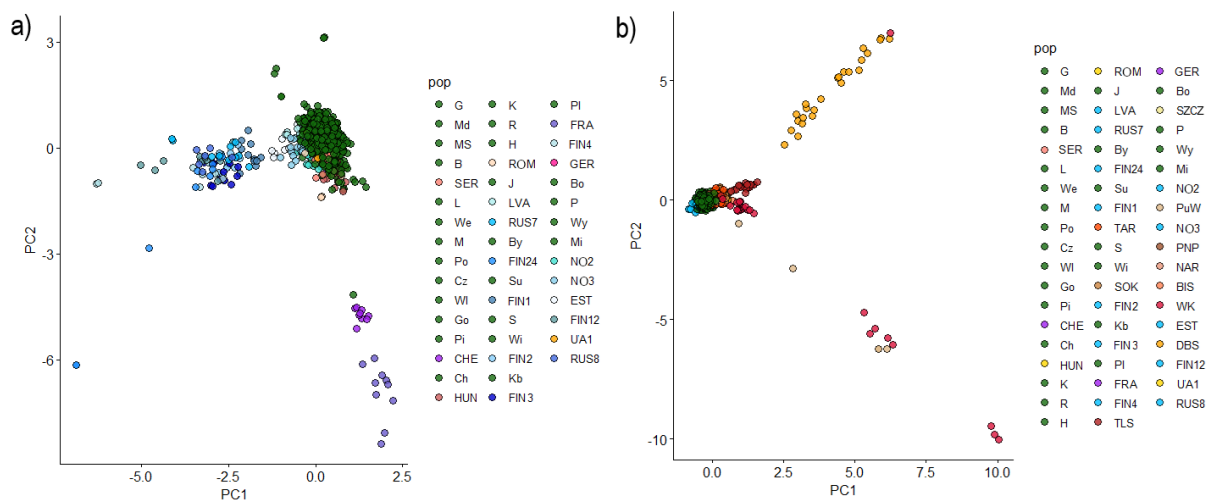 a)
3
0
-3
-6
PC2
-5.0
-2.5
0.0
2.5
PC1
pop
G K PI
Md R FRA
MS H FIN4
B ROM GER
SER J Bo
L LVA P
We RUS7 Wy
M By Mi
Po FIN24 NO2
Cz Su NO3
WI FIN1 EST
Go S FIN12
Pi Wi UA1
CHE FIN2 RUS8
Ch Kb
HUN FIN3
b)
5
0
-5
-10
PC2
0.0
2.5
5.0
7.5
10.0
PC1
pop
G ROM GER
Md J Bo
MS LVA SZCZ
B RUS7 P
SER By Wy
L FIN24 Mi
We Su NO2
M FIN1 PuW
Po TAR NO3
Cz S PNP
WI Wi NAR
Go SOK BIS
Pi FIN2 WK
CHE Kb EST
Ch FIN3 DBS
HUN PI FIN12
K FRA UA1
R FIN4 RUS8
H TLS